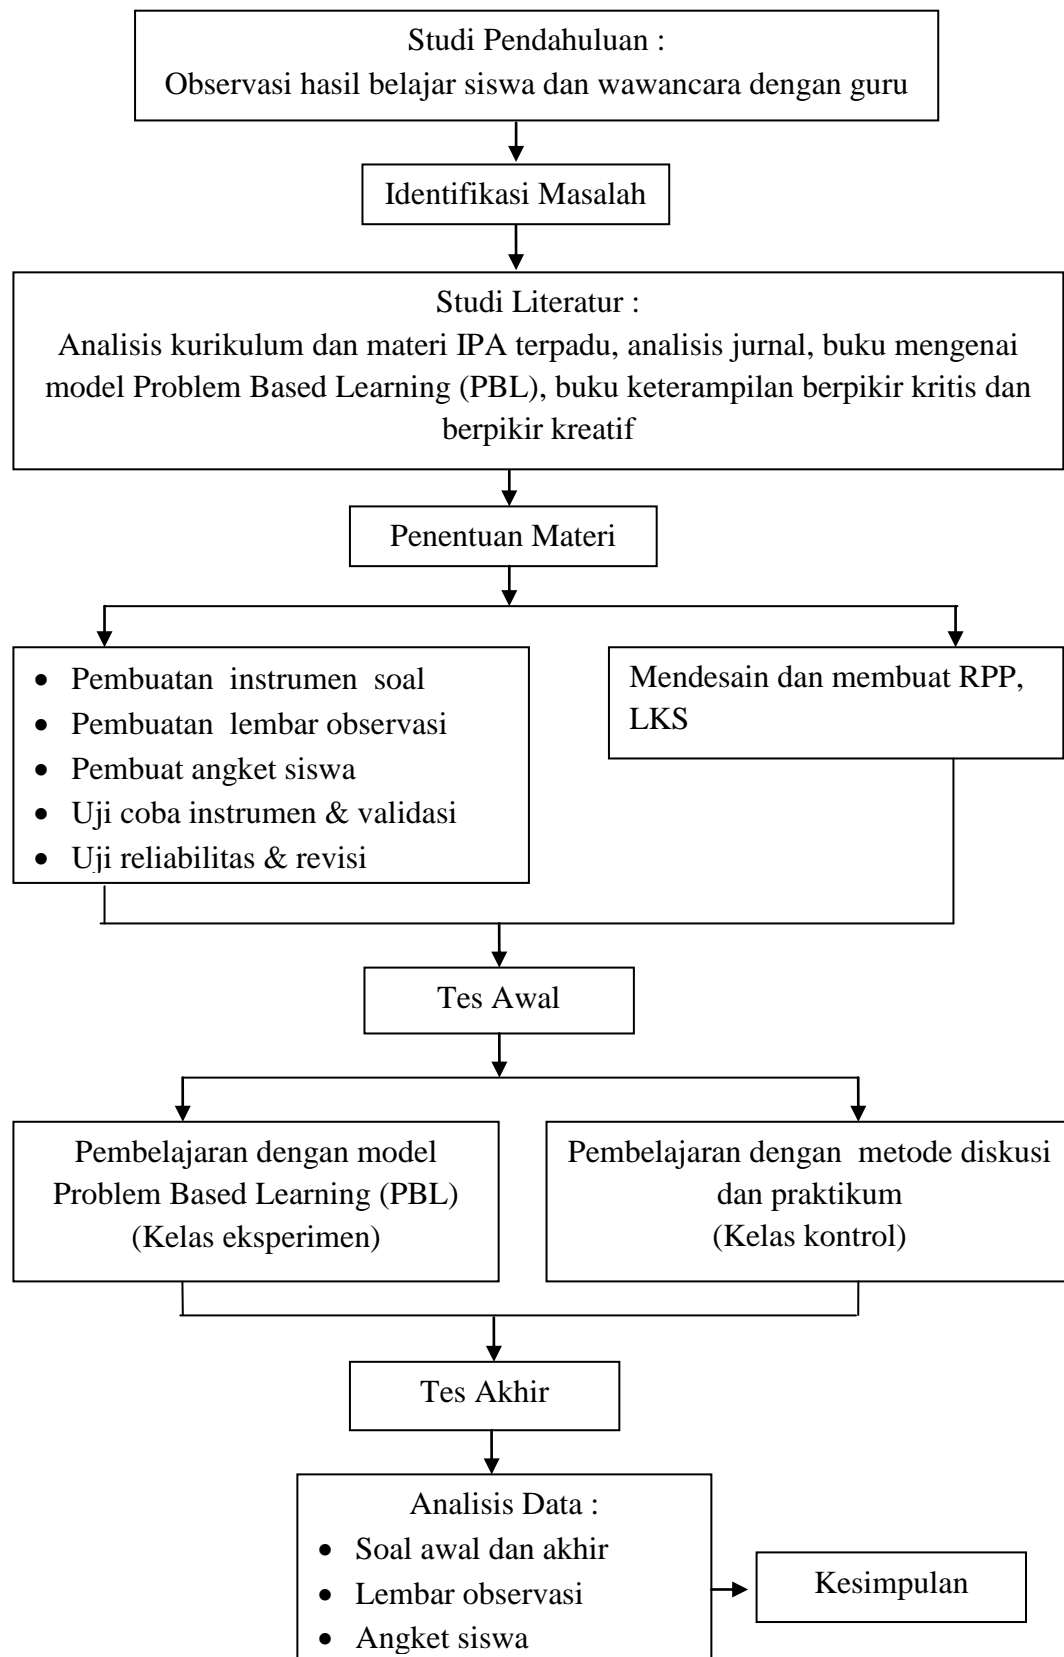 Studi Pendahuluan :
Observasi hasil belajar siswa dan wawancara dengan guru
Identifikasi Masalah
Studi Literatur :
Analisis kurikulum dan materi IPA terpadu, analisis jurnal, buku mengenai
model Problem Based Learning (PBL), buku keterampilan berpikir kritis dan
berpikir kreatif
Penentuan Materi
• Pembuatan instrumen soal
• Pembuatan lembar observasi
• Pembuat angket siswa
• Uji coba instrumen & validasi
• Uji reliabilitas & revisi
Mendesain dan membuat RPP,
LKS
Tes Awal
Pembelajaran dengan model
Problem Based Learning (PBL)
(Kelas eksperimen)
Pembelajaran dengan metode diskusi
dan praktikum
(Kelas kontrol)
Tes Akhir
Analisis Data :
• Soal awal dan akhir
• Lembar observasi
• Angket siswa
Kesimpulan